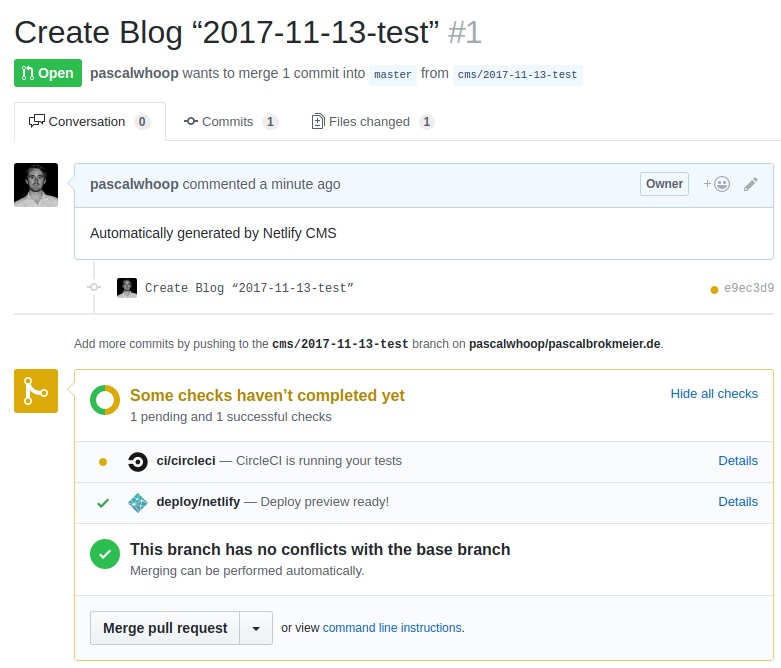 Create Blog “2017-11-13-test” #1
Open pascalwhoop wants to merge 1 commit into master from cms/2017-11-13-test
Conversation 0 Commits 1 Files changed 1
pascalwhoop commented a minute ago Owner +
Automatically generated by Netlify CMS
Create Blog “2017-11-13-test” e9ec3d9
Add more commits by pushing to the cms/2017-11-13-test branch on pascalwhoop/pascalbrokmeier.de.
Some checks haven’t completed yet Hide all checks
1 pending and 1 successful checks
ci/circleci — CircleCI is running your tests Details
deploy/netlify — Deploy preview ready! Details
This branch has no conflicts with the base branch
Merging can be performed automatically.
Merge pull request or view command line instructions.